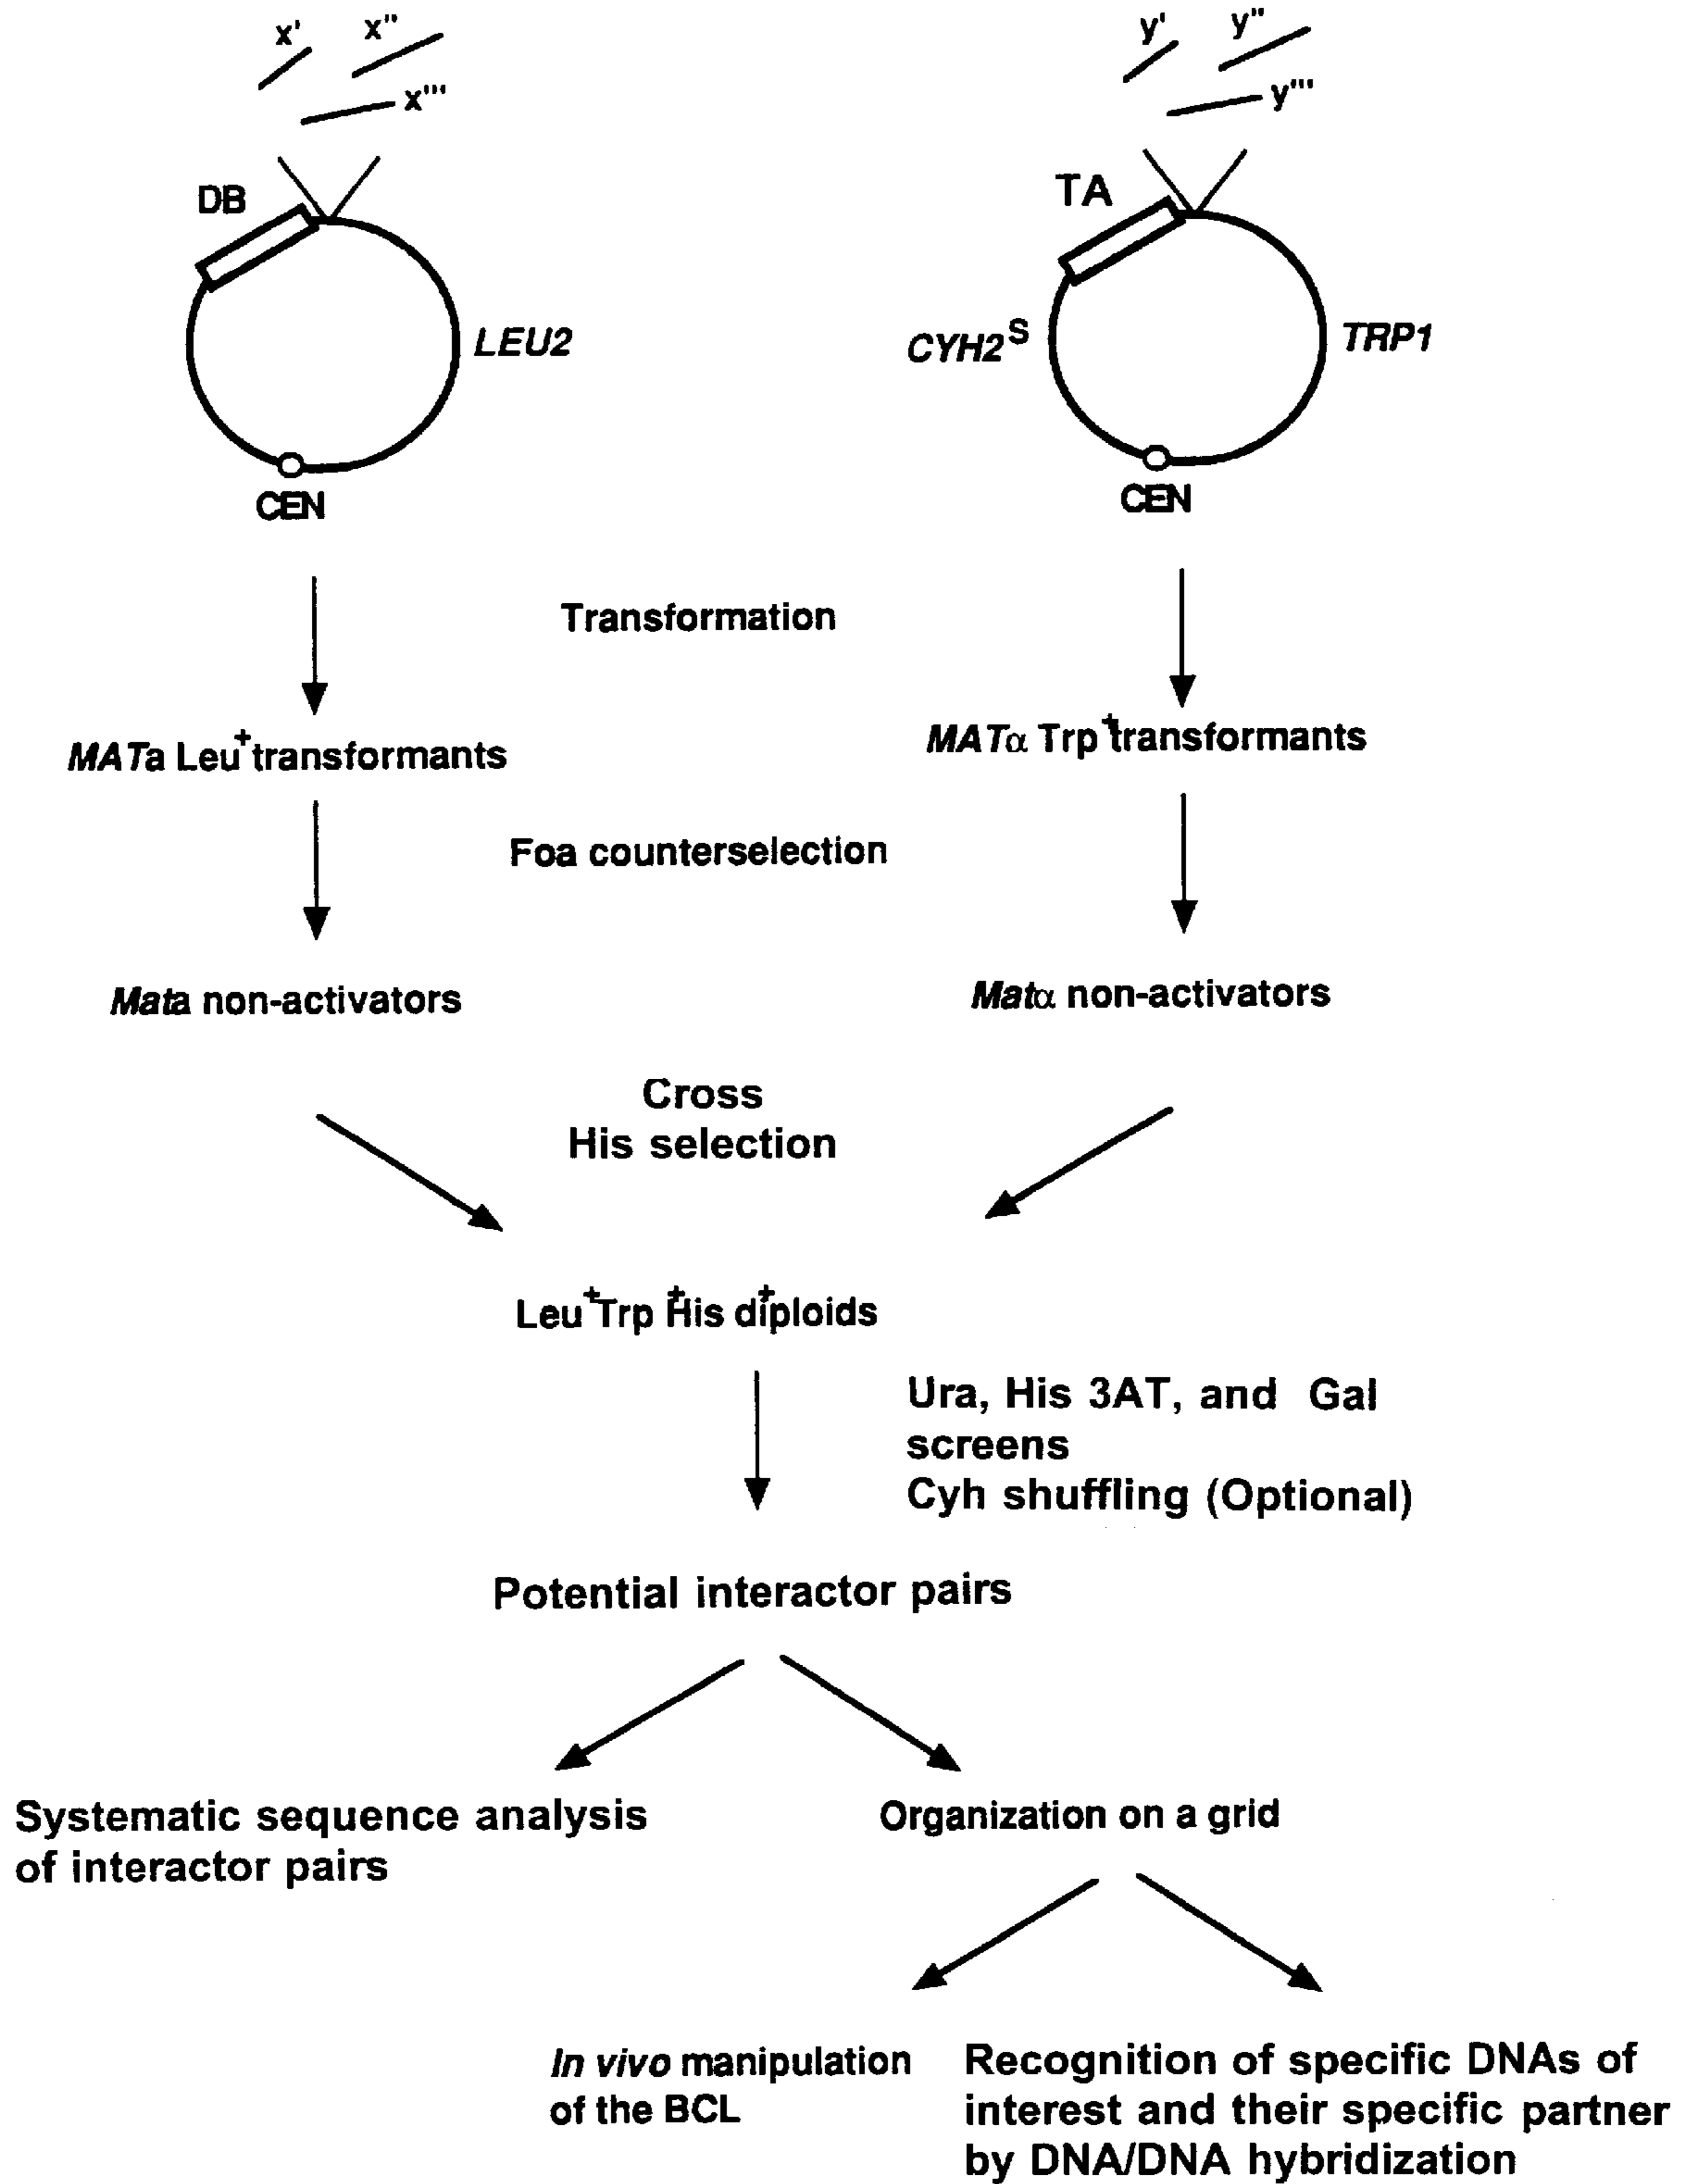 x' x"
x'''
y' y"
y'''
DB
TA
LEU2
CYH2S TRP1
CEN
CEN
Transformation
MATa Leu+transformants
MATα Trp+transformants
Foa counterselection
Mata non-activators
Matα non-activators
Cross
His selection
Leu+Trp+His+diploids
Ura, His 3AT, and Gal
screens
Cyh shuffling (Optional)
Potential interactor pairs
Systematic sequence analysis
of interactor pairs
Organization on a grid
In vivo manipulation
of the BCL
Recognition of specific DNAs of
interest and their specific partner
by DNA/DNA hybridization